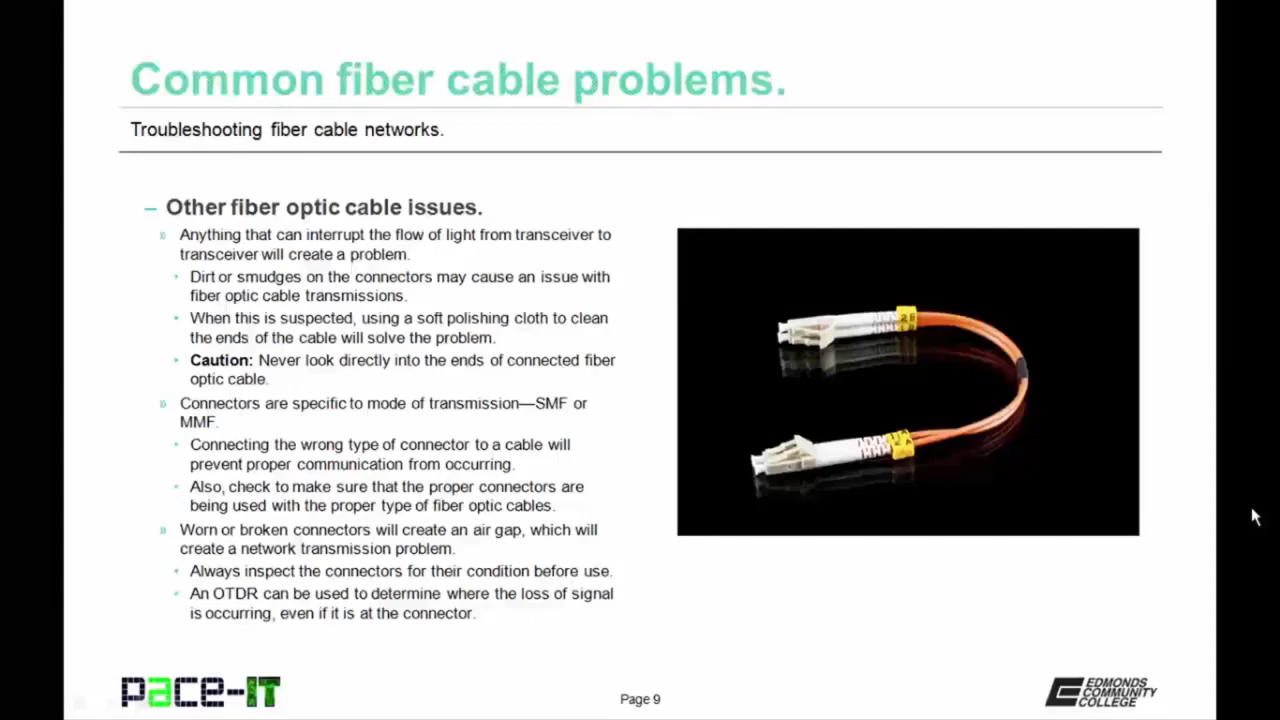 Common fiber cable problems.
Troubleshooting fiber cable networks.
– Other fiber optic cable issues.
» Anything that can interrupt the flow of light from transceiver to
transceiver will create a problem.
• Dirt or smudges on the connectors may cause an issue with
fiber optic cable transmissions.
• When this is suspected, using a soft polishing cloth to clean
the ends of the cable will solve the problem.
• Caution: Never look directly into the ends of connected fiber
optic cable.
» Connectors are specific to mode of transmission—SMF or
MMF.
• Connecting the wrong type of connector to a cable will
prevent proper communication from occurring.
• Also, check to make sure that the proper connectors are
being used with the proper type of fiber optic cables.
» Worn or broken connectors will create an air gap, which will
create a network transmission problem.
• Always inspect the connectors for their condition before use.
• An OTDR can be used to determine where the loss of signal
is occurring, even if it is at the connector.
pace-IT
Page 9
EDMONDS
COMMUNITY
COLLEGE